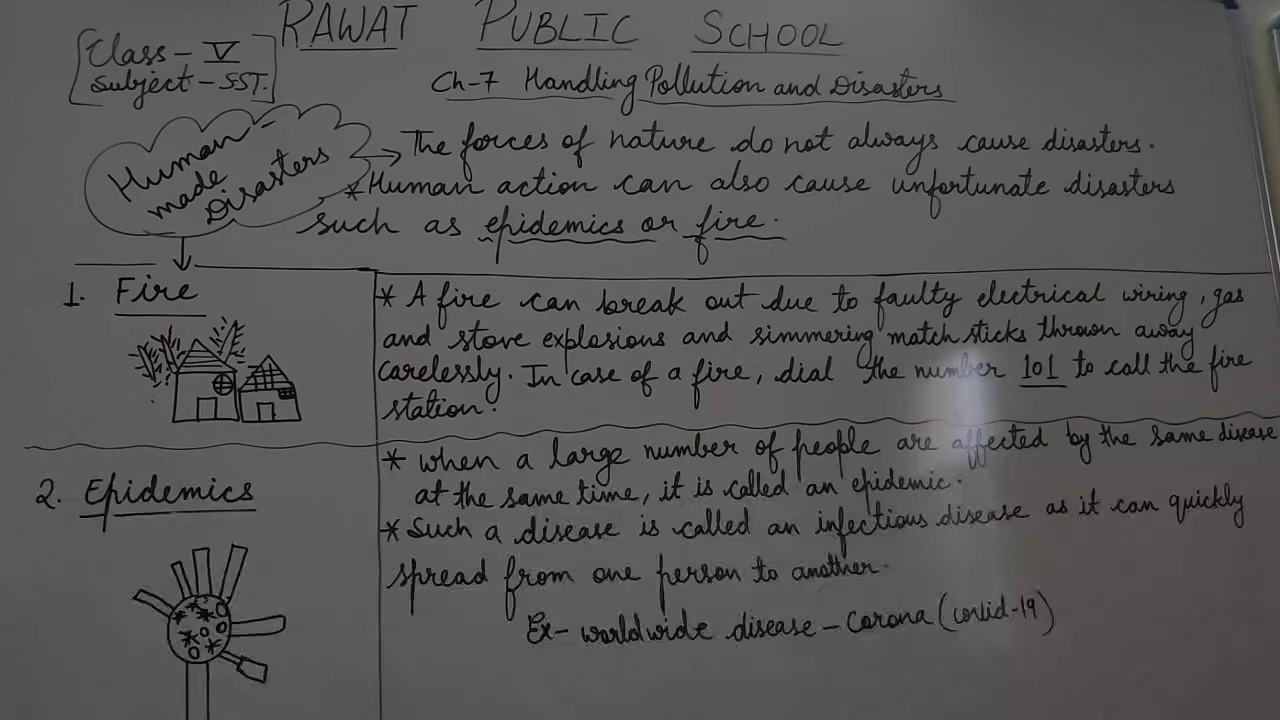 RAWAT PUBLIC SCHOOL
Class - V
Subject - SST.
Ch-7 Handling Pollution and Disasters
Human-
made
Disasters
The forces of nature do not always cause disasters.
* Human action can also cause unfortunate disasters
such as epidemics or fire.
1. Fire
* A fire can break out due to faulty electrical wiring, gas
and stove explosions and simmering match sticks thrown away
carelessly. In case of a fire, dial the number 101 to call the fire
station.
2. Epidemics
* when a large number of people are affected by the same disease
at the same time, it is called an epidemic.
* Such a disease is called an infectious disease as it can quickly
spread from one person to another.
Ex- worldwide disease - Corona (covid-19)